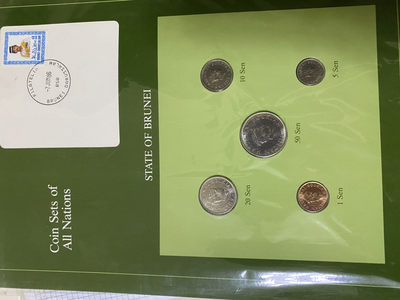 Coin Sets of
All Nations
STATE OF BRUNEI
10 Sen
5 Sen
50 Sen
20 Sen
1 Sen